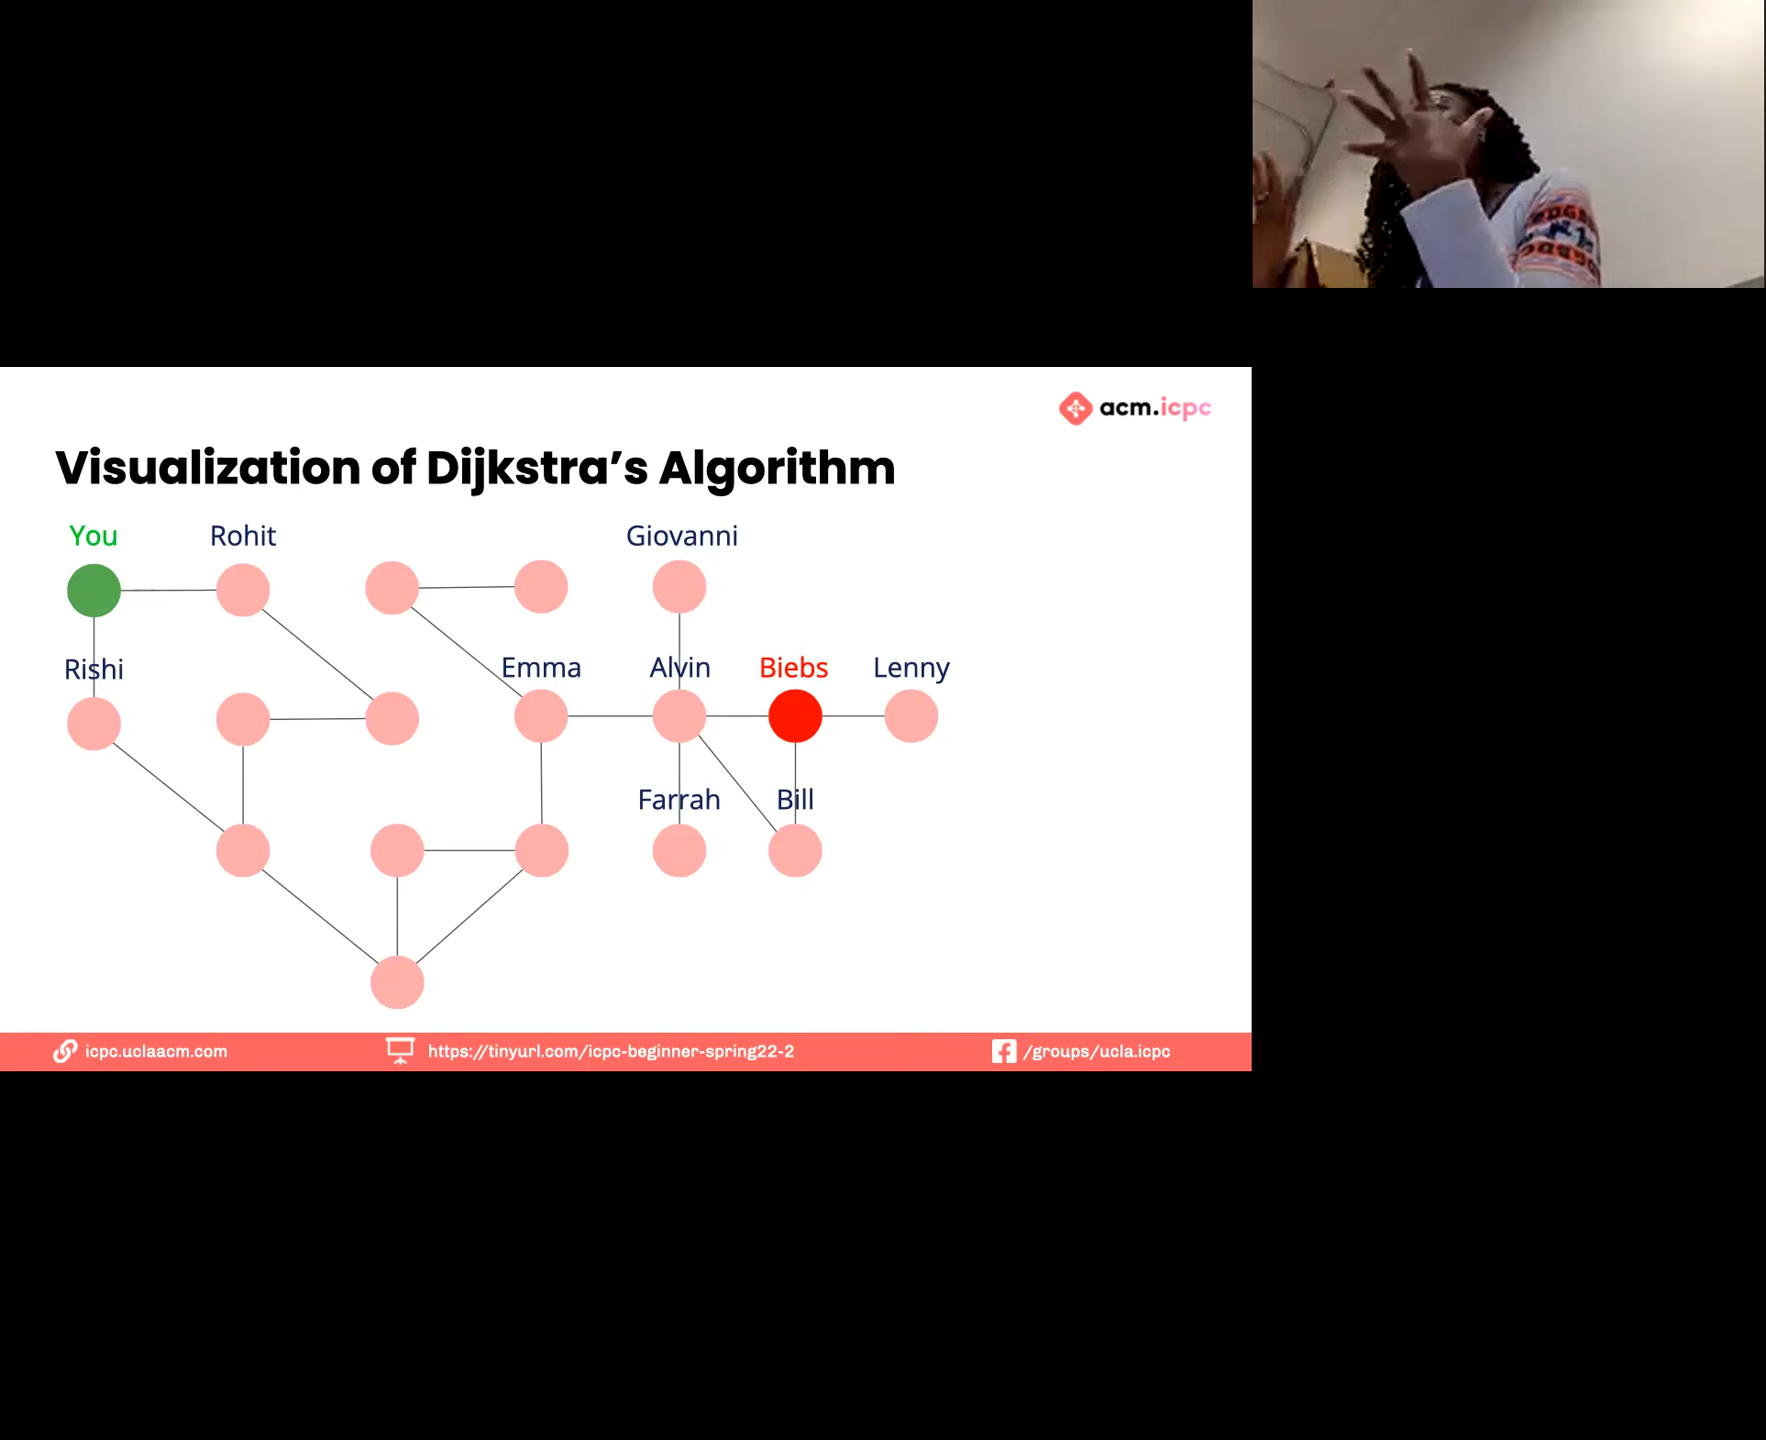 acm.icpc
Visualization of Dijkstra’s Algorithm
You Rohit Giovanni
Rishi Emma Alvin Biebs Lenny
Farrah Bill
icpc.uclaacm.com https://tinyurl.com/icpc-beginner-spring22-2 /groups/ucla.icpc